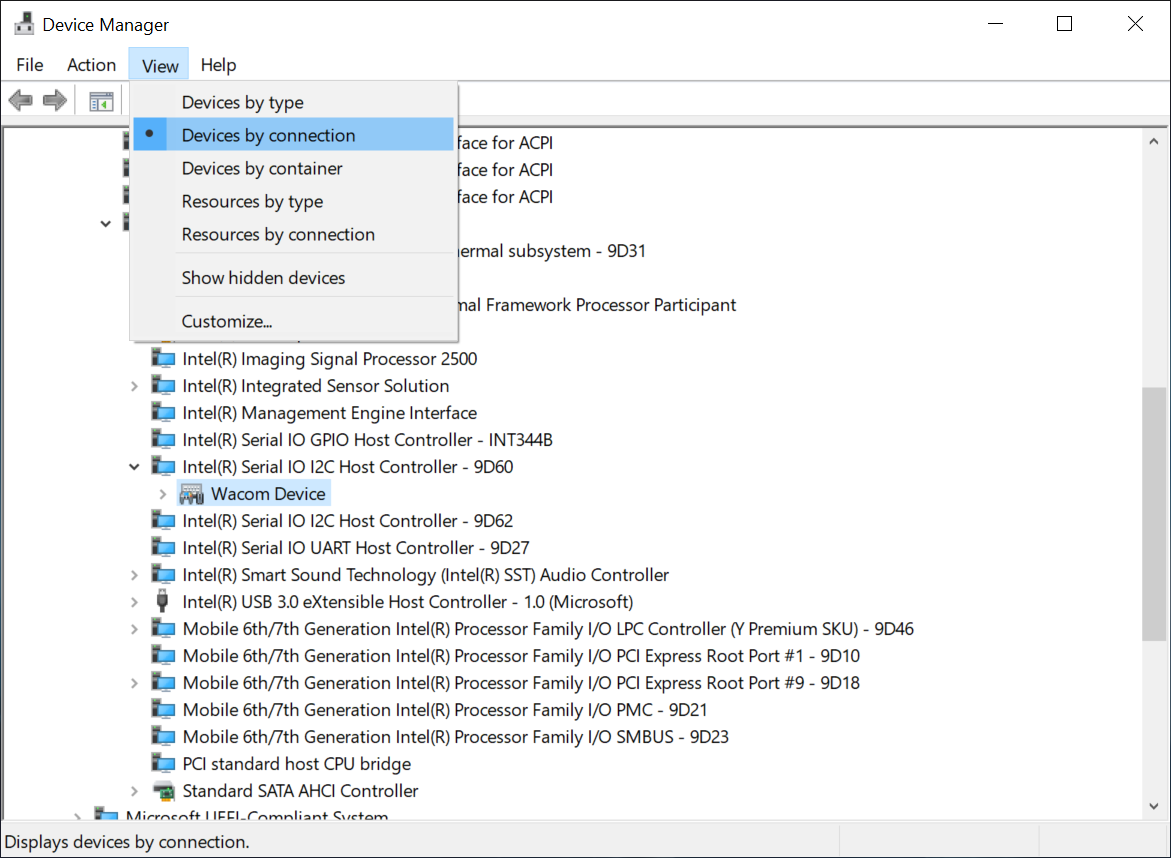 Device Manager
File Action View Help
Devices by type
Devices by connection
Devices by container
Resources by type
Resources by connection
Show hidden devices
Customize...
face for ACPI
face for ACPI
face for ACPI
ermal subsystem - 9D31
mal Framework Processor Participant
Intel(R) Imaging Signal Processor 2500
Intel(R) Integrated Sensor Solution
Intel(R) Management Engine Interface
Intel(R) Serial IO GPIO Host Controller - INT344B
Intel(R) Serial IO I2C Host Controller - 9D60
Wacom Device
Intel(R) Serial IO I2C Host Controller - 9D62
Intel(R) Serial IO UART Host Controller - 9D27
Intel(R) Smart Sound Technology (Intel(R) SST) Audio Controller
Intel(R) USB 3.0 eXtensible Host Controller - 1.0 (Microsoft)
Mobile 6th/7th Generation Intel(R) Processor Family I/O LPC Controller (Y Premium SKU) - 9D46
Mobile 6th/7th Generation Intel(R) Processor Family I/O PCI Express Root Port #1 - 9D10
Mobile 6th/7th Generation Intel(R) Processor Family I/O PCI Express Root Port #9 - 9D18
Mobile 6th/7th Generation Intel(R) Processor Family I/O PMC - 9D21
Mobile 6th/7th Generation Intel(R) Processor Family I/O SMBUS - 9D23
PCI standard host CPU bridge
Standard SATA AHCI Controller
Microsoft UEFI-Compliant System
Displays devices by connection.